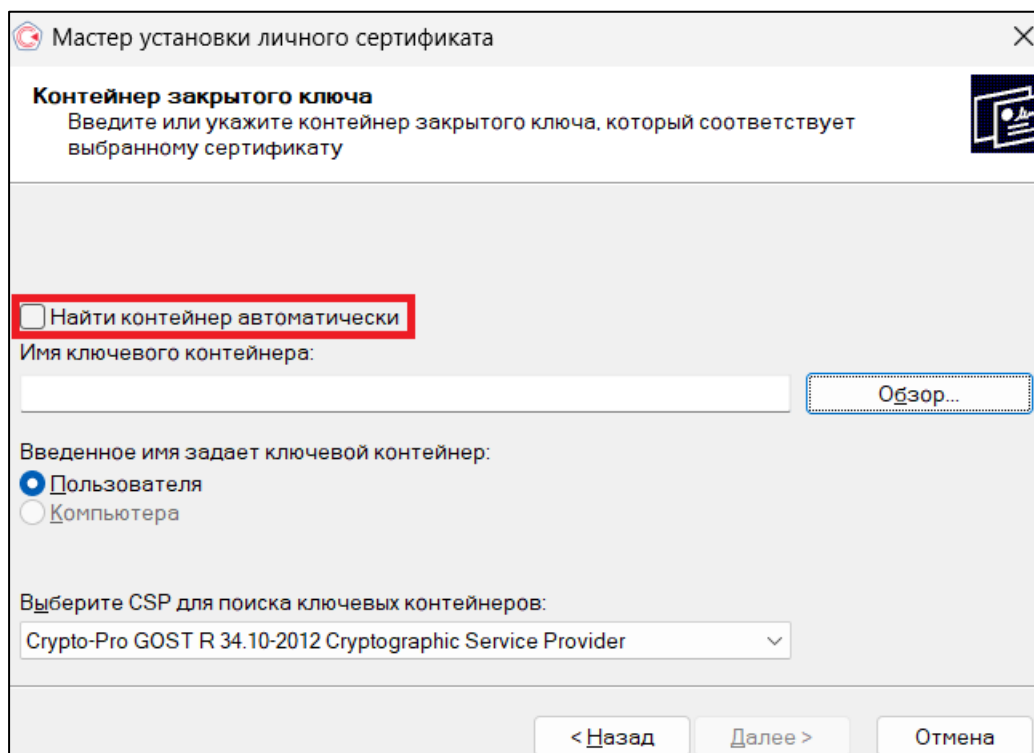 Мастер установки личного сертификата
Контейнер закрытого ключа
Введите или укажите контейнер закрытого ключа, который соответствует
выбранному сертификату
Найти контейнер автоматически
Имя ключевого контейнера:
Обзор...
Введенное имя задает ключевой контейнер:
Пользователя
Компьютера
Выберите CSP для поиска ключевых контейнеров:
Crypto-Pro GOST R 34.10-2012 Cryptographic Service Provider
< Назад Далее > Отмена